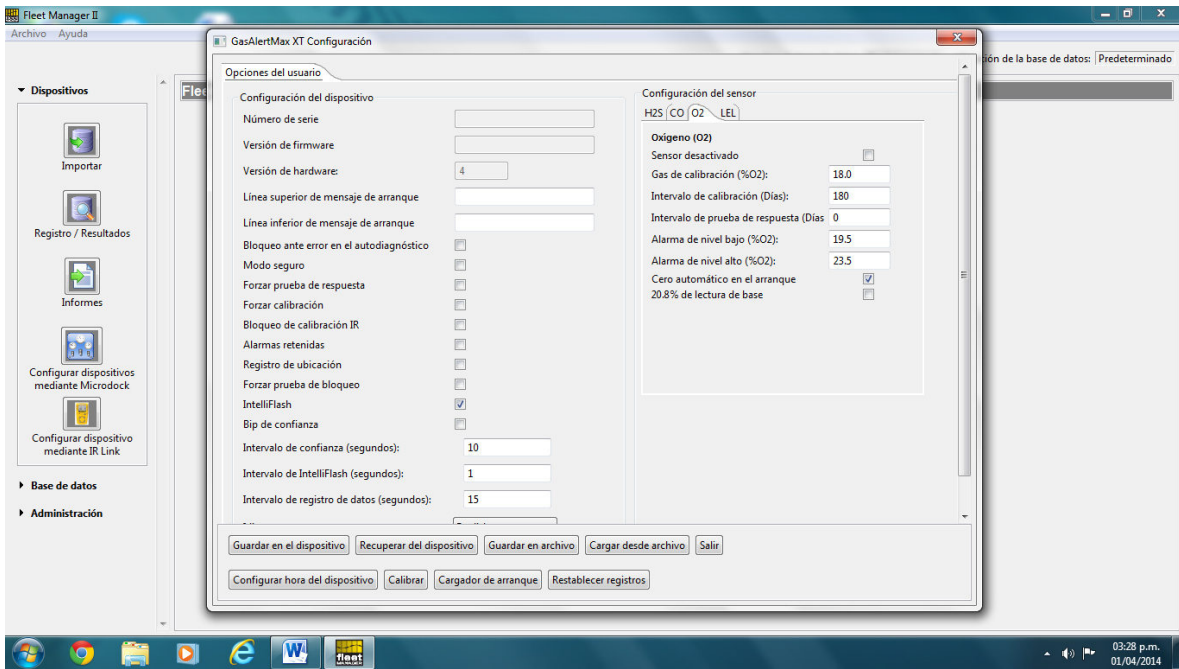 Fleet Manager II
Archivo Ayuda
ión de la base de datos: Predeterminado
Dispositivos
Importar
Registro / Resultados
Informes
Configurar dispositivos
mediante Microdock
Configurar dispositivo
mediante IR Link
Base de datos
Administración
Flee
GasAlertMax XT Configuración
Opciones del usuario
Configuración del dispositivo
Número de serie
Versión de firmware
Versión de hardware: 4
Línea superior de mensaje de arranque
Línea inferior de mensaje de arranque
Bloqueo ante error en el autodiagnóstico
Modo seguro
Forzar prueba de respuesta
Forzar calibración
Bloqueo de calibración IR
Alarmas retenidas
Registro de ubicación
Forzar prueba de bloqueo
IntelliFlash
Bip de confianza
Intervalo de confianza (segundos): 10
Intervalo de IntelliFlash (segundos): 1
Intervalo de registro de datos (segundos): 15
Configuración del sensor
H2S CO O2 LEL
Oxigeno (O2)
Sensor desactivado
Gas de calibración (%O2): 18.0
Intervalo de calibración (Días): 180
Intervalo de prueba de respuesta (Días 0
Alarma de nivel bajo (%O2): 19.5
Alarma de nivel alto (%O2): 23.5
Cero automático en el arranque
20.8% de lectura de base
Guardar en el dispositivo Recuperar del dispositivo Guardar en archivo Cargar desde archivo Salir
Configurar hora del dispositivo Calibrar Cargador de arranque Restablecer registros
fleet
MANAGER
03:28 p.m.
01/04/2014